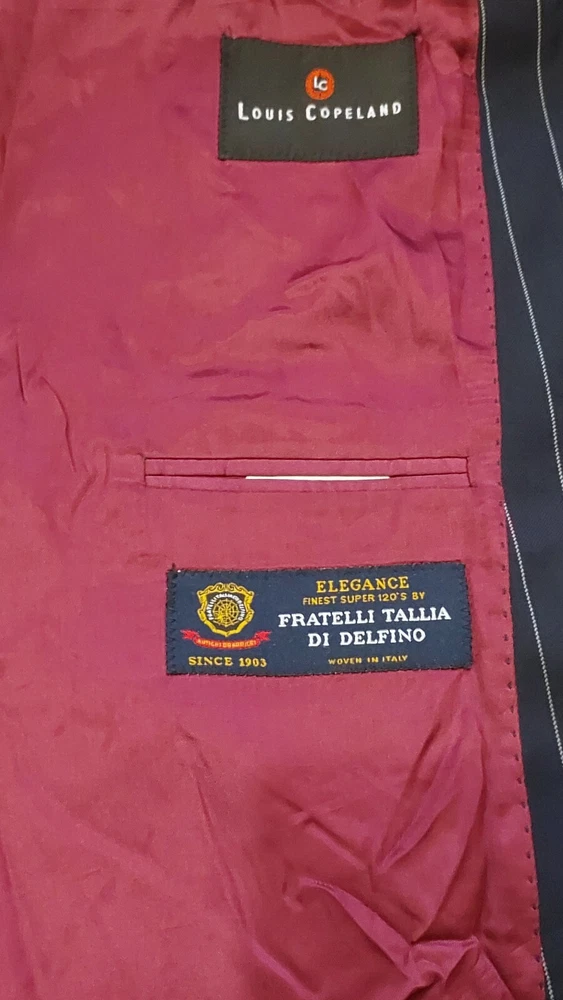 LC
LOUIS COPELAND
ELEGANCE
FINEST SUPER 120'S BY
FRATELLI TALLIA
DI DELFINO
SINCE 1903
WOVEN IN ITALY